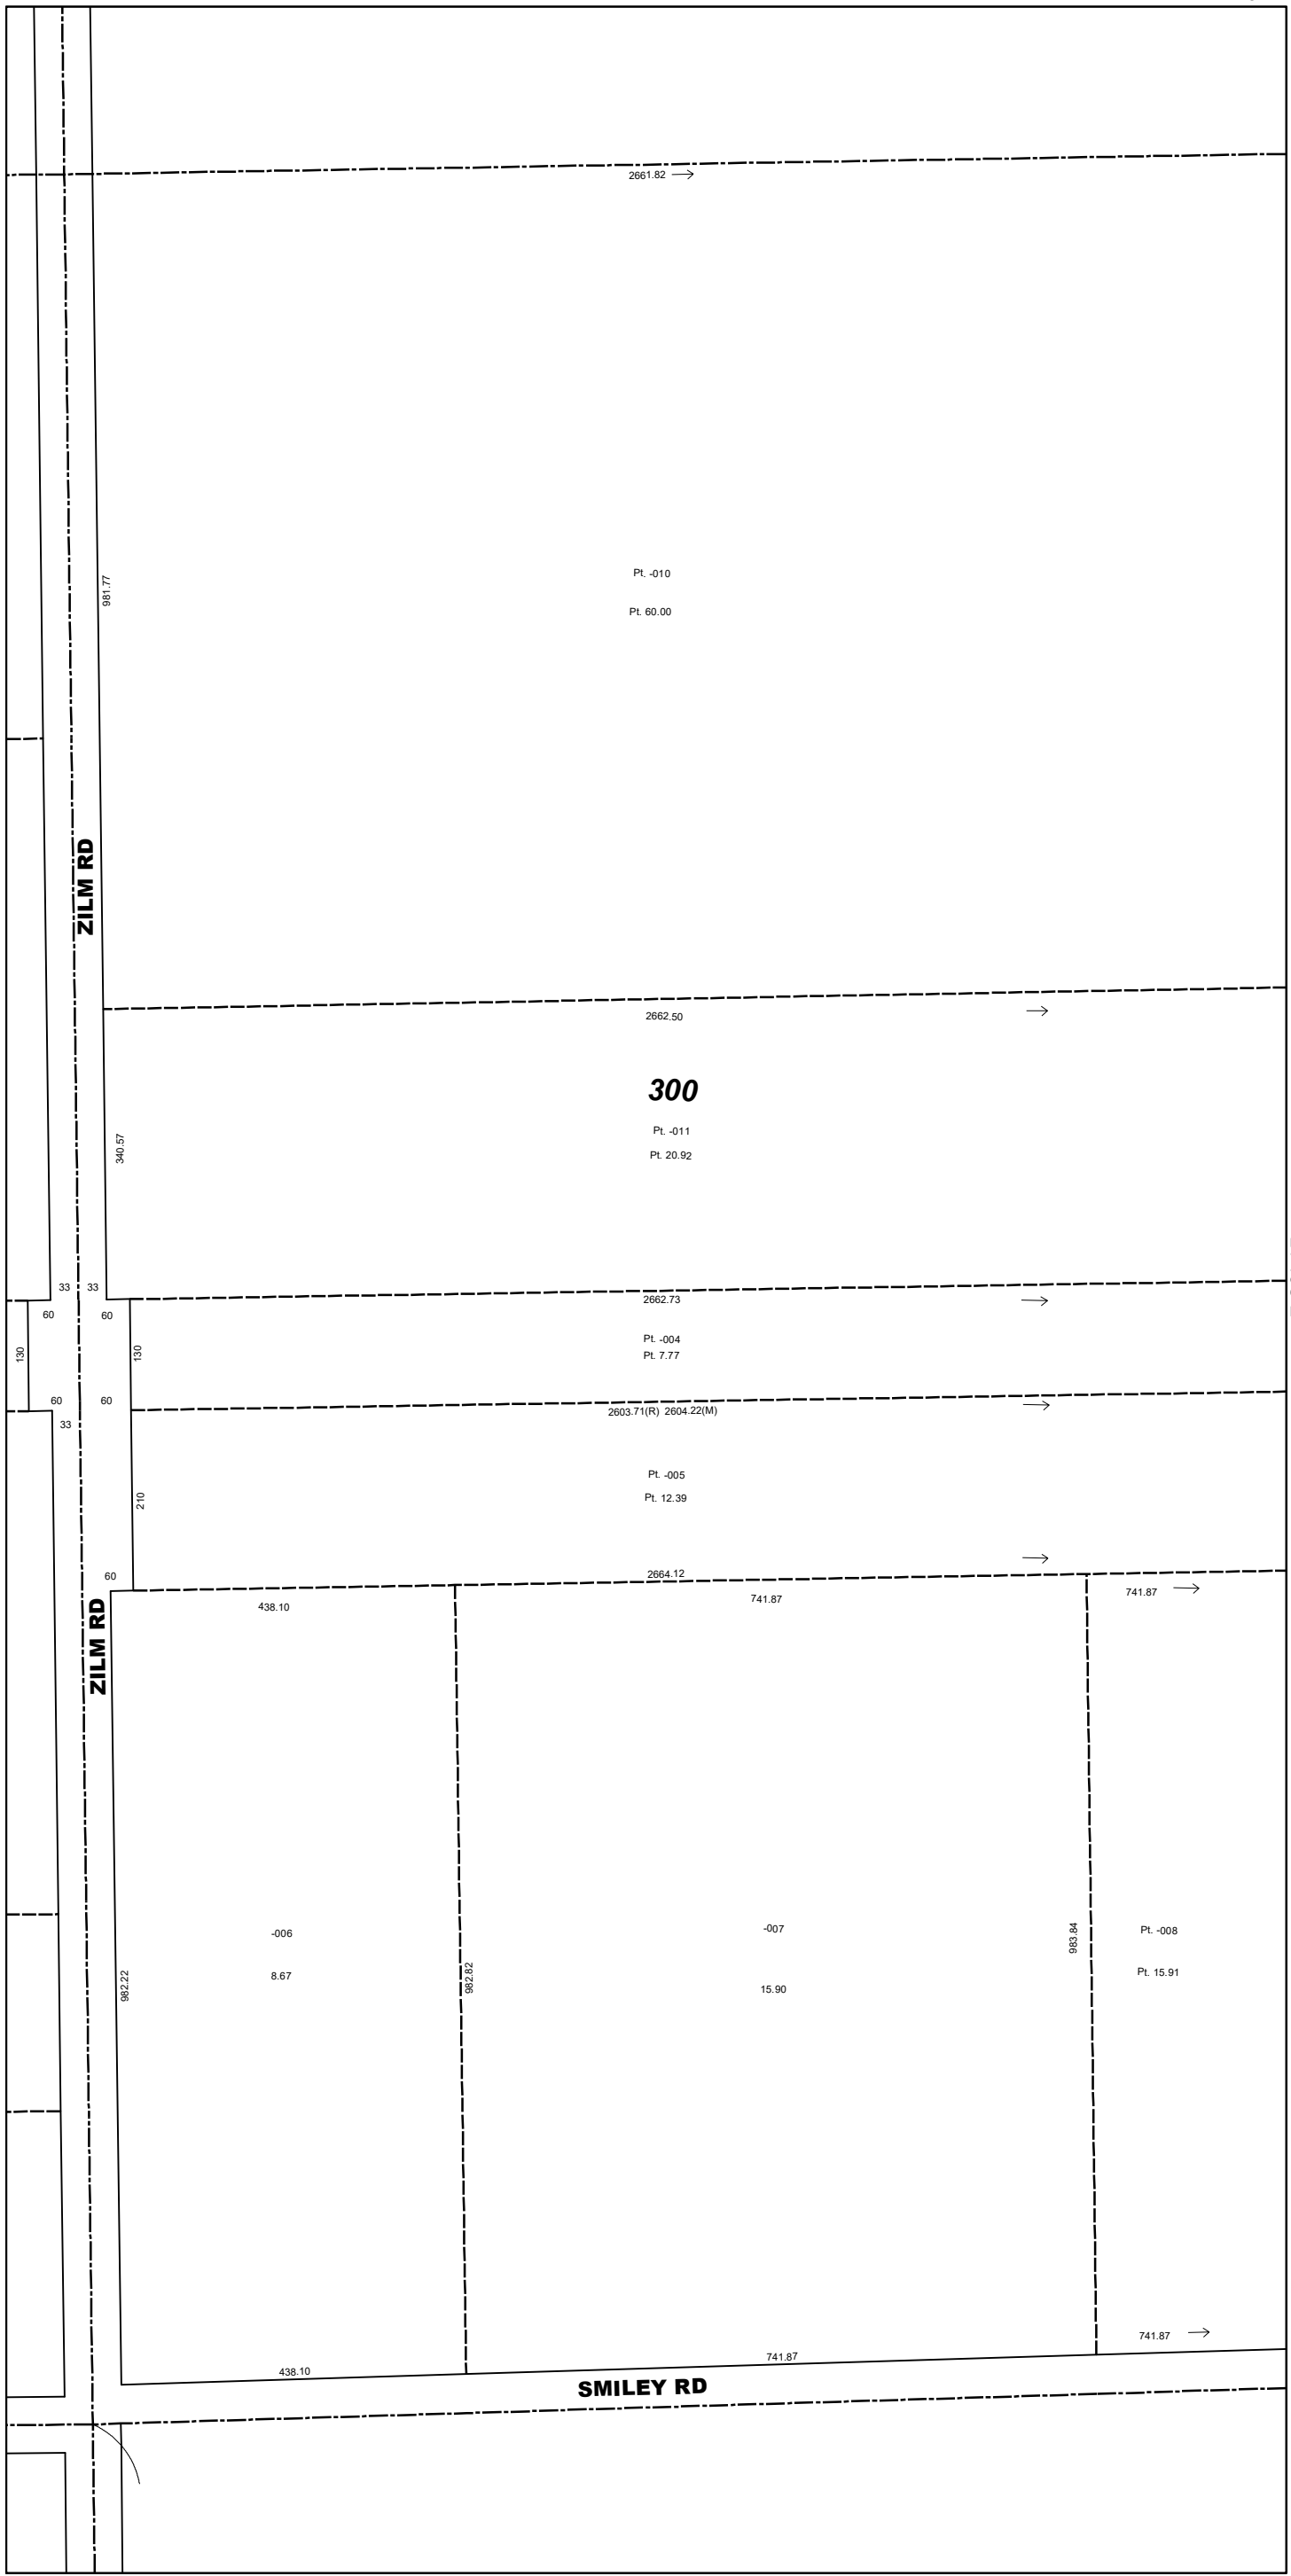 2661.82
981.77
Pt. -010
Pt. 60.00
ZILM RD
2662.50
300
Pt. -011
Pt. 20.92
340.57
33 33
2662.73
60 60
130 130
Pt. -004
Pt. 7.77
60 60
33
2603.71(R) 2604.22(M)
Pt. -005
Pt. 12.39
210
60
2664.12
438.10
741.87
741.87
ZILM RD
-006
8.67
982.22
982.82
-007
15.90
983.84
Pt. -008
Pt. 15.91
741.87
741.87
438.10
SMILEY RD